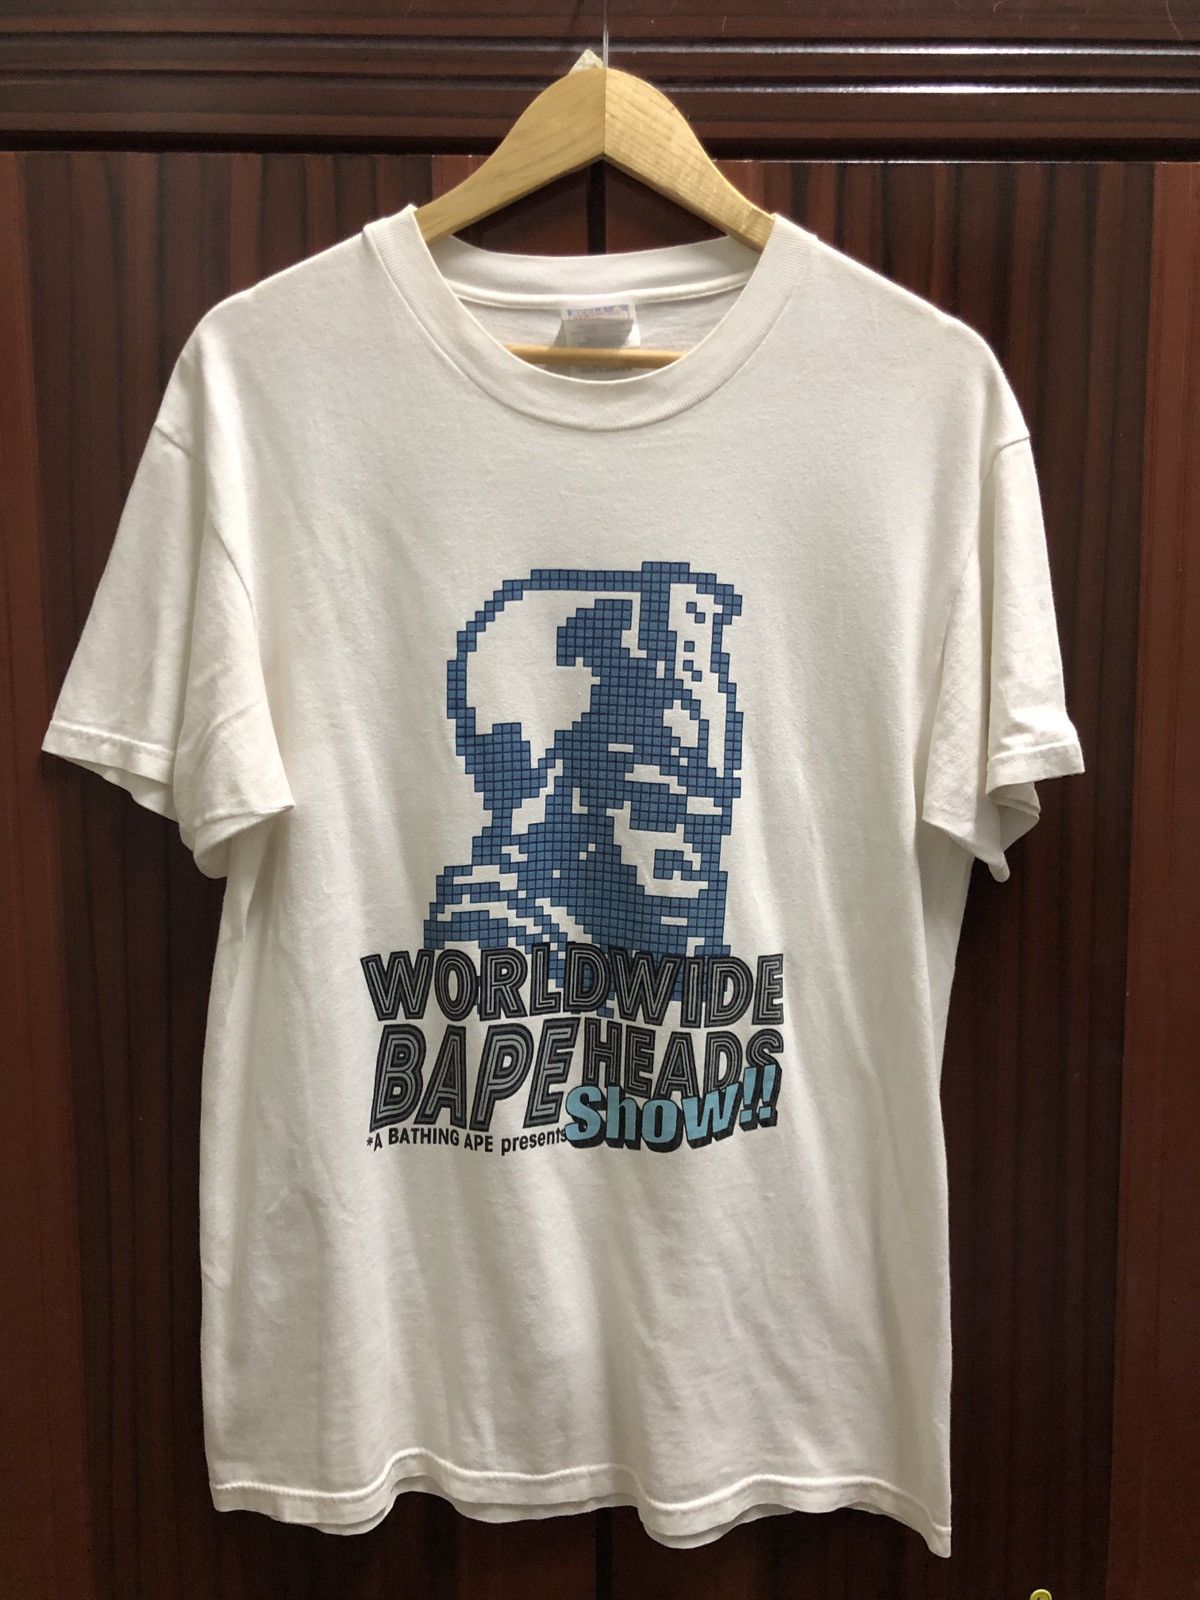 WORLDWIDE
BAPE HEADS
Show!!
*A BATHING APE presents